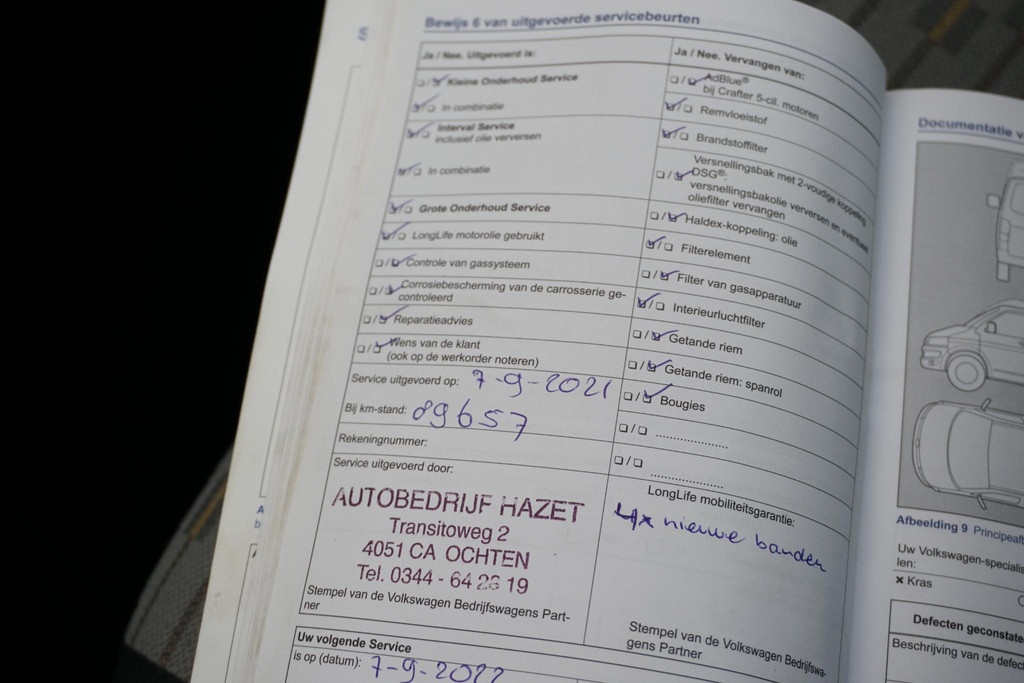 5
Bewijs 6 van uitgevoerde servicebeurten
Ja / Nee. Uitgevoerd is:
Kleine Onderhoud Service
In combinatie
Interval Service
inclusief olie verversen
In combinatie
Grote Onderhoud Service
LongLife motorolie gebruikt
Controle van gassysteem
Corrosiebescherming van de carrosserie ge-
controleerd
Reparatieadvies
Wens van de klant
(ook op de werkorder noteren)
Service uitgevoerd op: 7-9-2021
Bij km-stand: 89657
Rekeningnummer:
Service uitgevoerd door:
AUTOBEDRIJF HAZET
Transitoweg 2
4051 CA OCHTEN
Tel. 0344 - 64 23 19
Stempel van de Volkswagen Bedrijfswagens Part-
ner
Uw volgende Service
is op (datum): 7-9-2022
Ja / Nee. Vervangen van:
AdBlue®
bij Crafter 5-cil. motoren
Remvloeistof
Brandstoffilter
Versnellingsbak met 2-voudige koppeling
DSG®:
versnellingsbakolie verversen en eventueel
oliefilter vervangen
Haldex-koppeling: olie
Filterelement
Filter van gasapparatuur
Interieurluchtfilter
Getande riem
Getande riem: spanrol
Bougies
LongLife mobiliteitsgarantie:
4x nieuwe banden
Stempel van de Volkswagen Bedrijfswa-
gens Partner
A
b
Documentatie v
Afbeelding 9 Principeaf
Uw Volkswagen-specialis
len:
× Kras
Defecten geconstate
Beschrijving van de defect